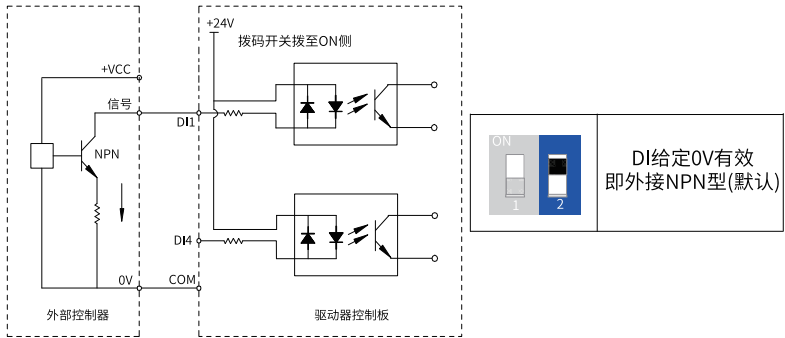 +24V
拨码开关拨至ON侧
+VCC
信号
DI1
NPN
DI4
0V
COM
外部控制器
驱动器控制板
ON
1
2
DI给定0V有效
即外接NPN型(默认)